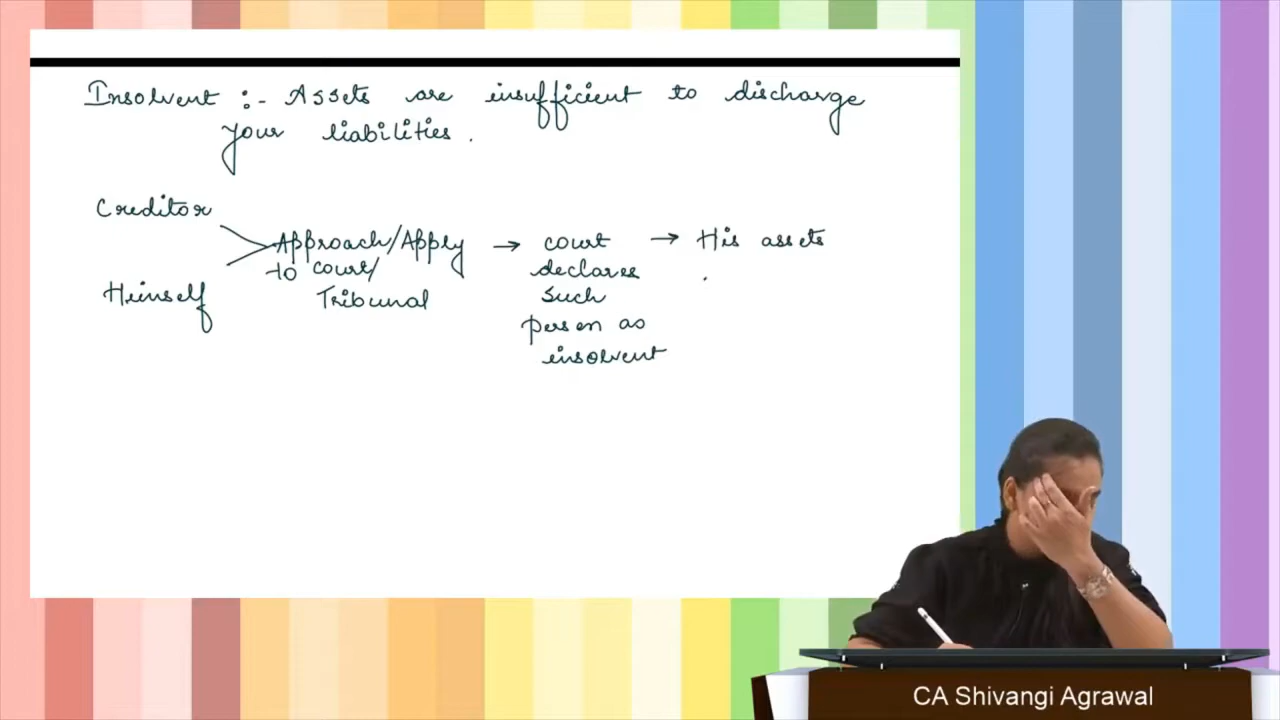 Insolvent :- Assets are insufficient to discharge
your liabilities.
Creditor
Heinself
Approach/Apply
to court/
Tribunal
→ court
declares
such
person as
insolvent
→ His assets
CA Shivangi Agrawal